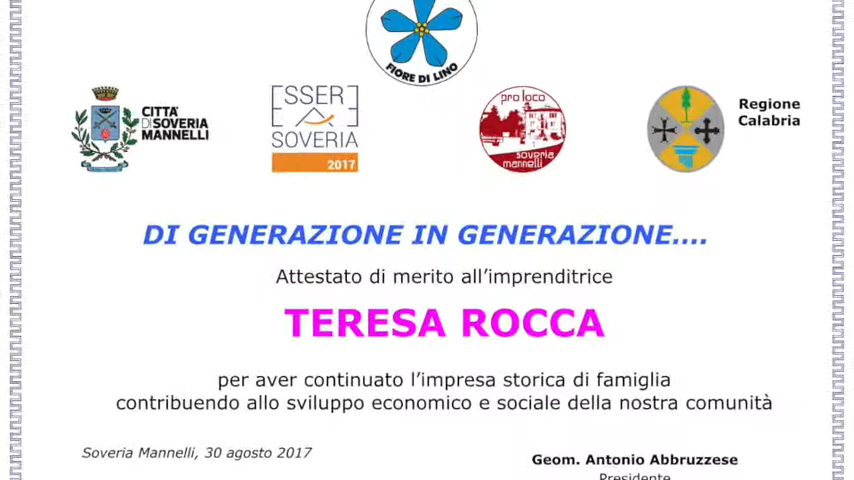 FIORE DI LINO
CITTÀ
DI SOVERIA
MANNELLI
ESSER
SOVERIA
2017
pro loco
soveria
mannelli
Regione
Calabria
DI GENERAZIONE IN GENERAZIONE....
Attestato di merito all'imprenditrice
TERESA ROCCA
per aver continuato l'impresa storica di famiglia
contribuendo allo sviluppo economico e sociale della nostra comunità
Soveria Mannelli, 30 agosto 2017
Geom. Antonio Abbruzzese
Presidente